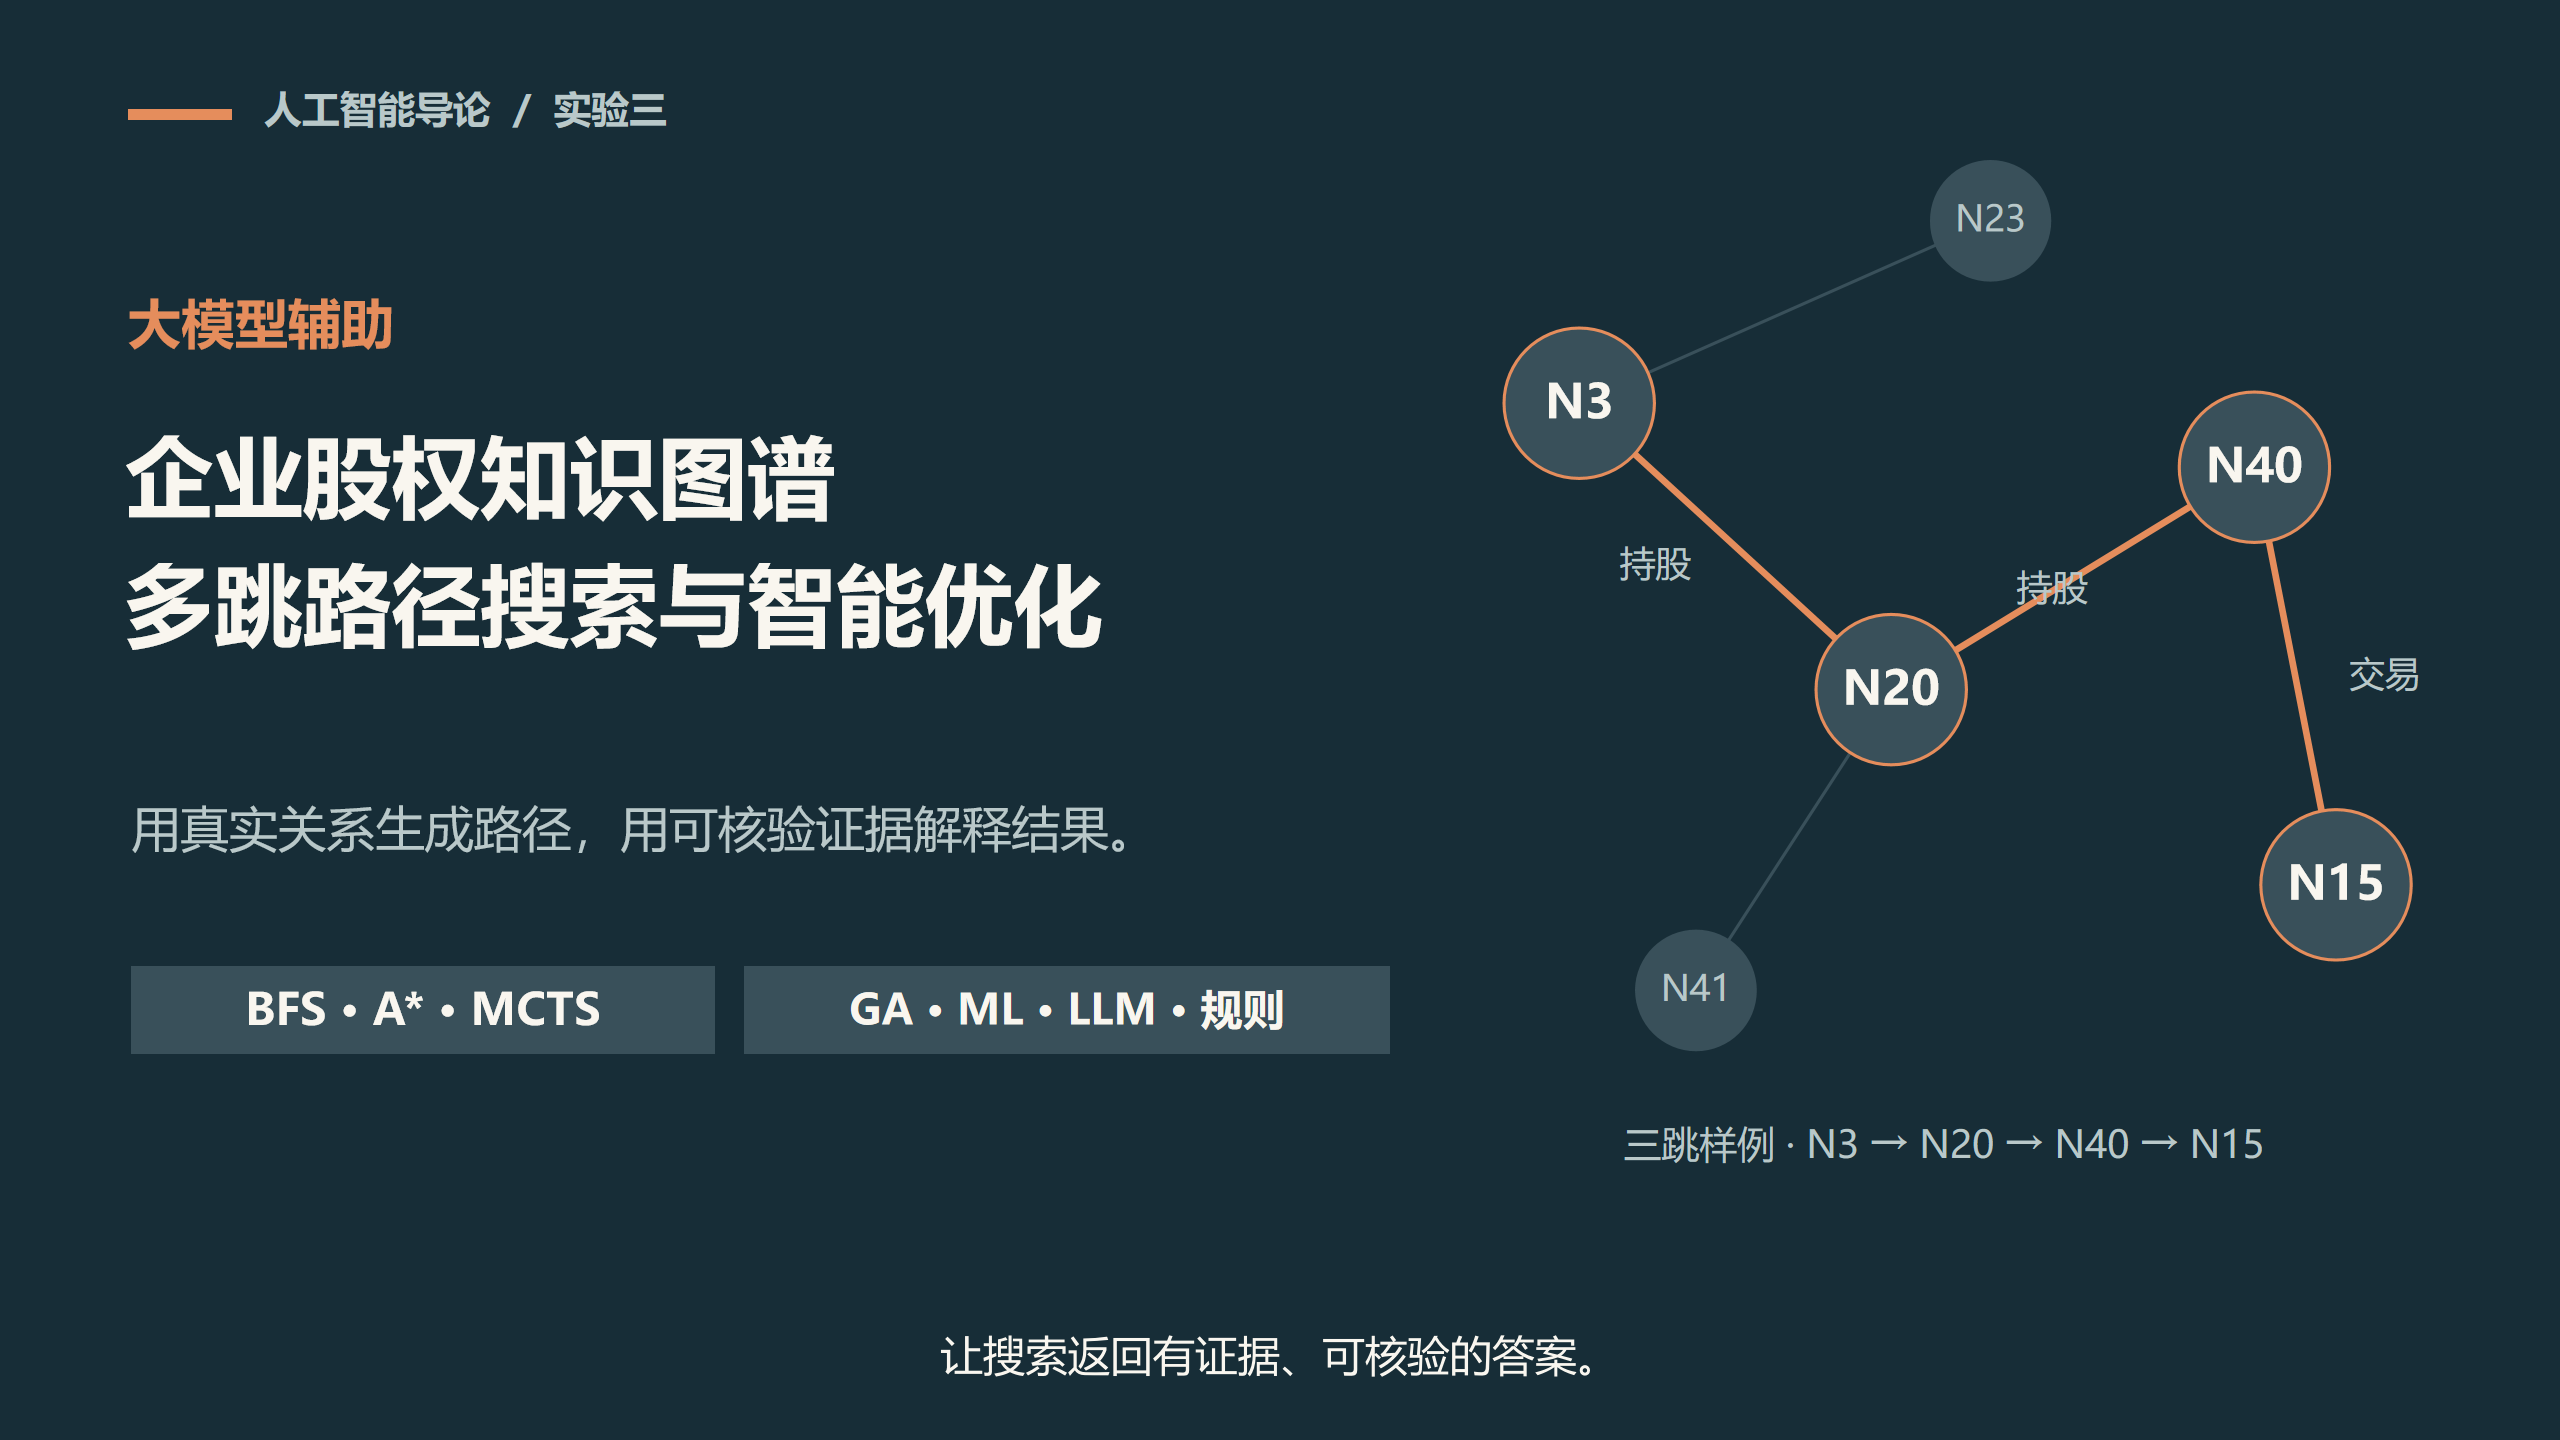 人工智能导论 / 实验三
大模型辅助
企业股权知识图谱
多跳路径搜索与智能优化
用真实关系生成路径，用可核验证据解释结果。
BFS • A* • MCTS
GA • ML • LLM • 规则
N23
N3
N40
持股
持股
N20
交易
N15
N41
三跳样例 · N3 → N20 → N40 → N15
让搜索返回有证据、可核验的答案。